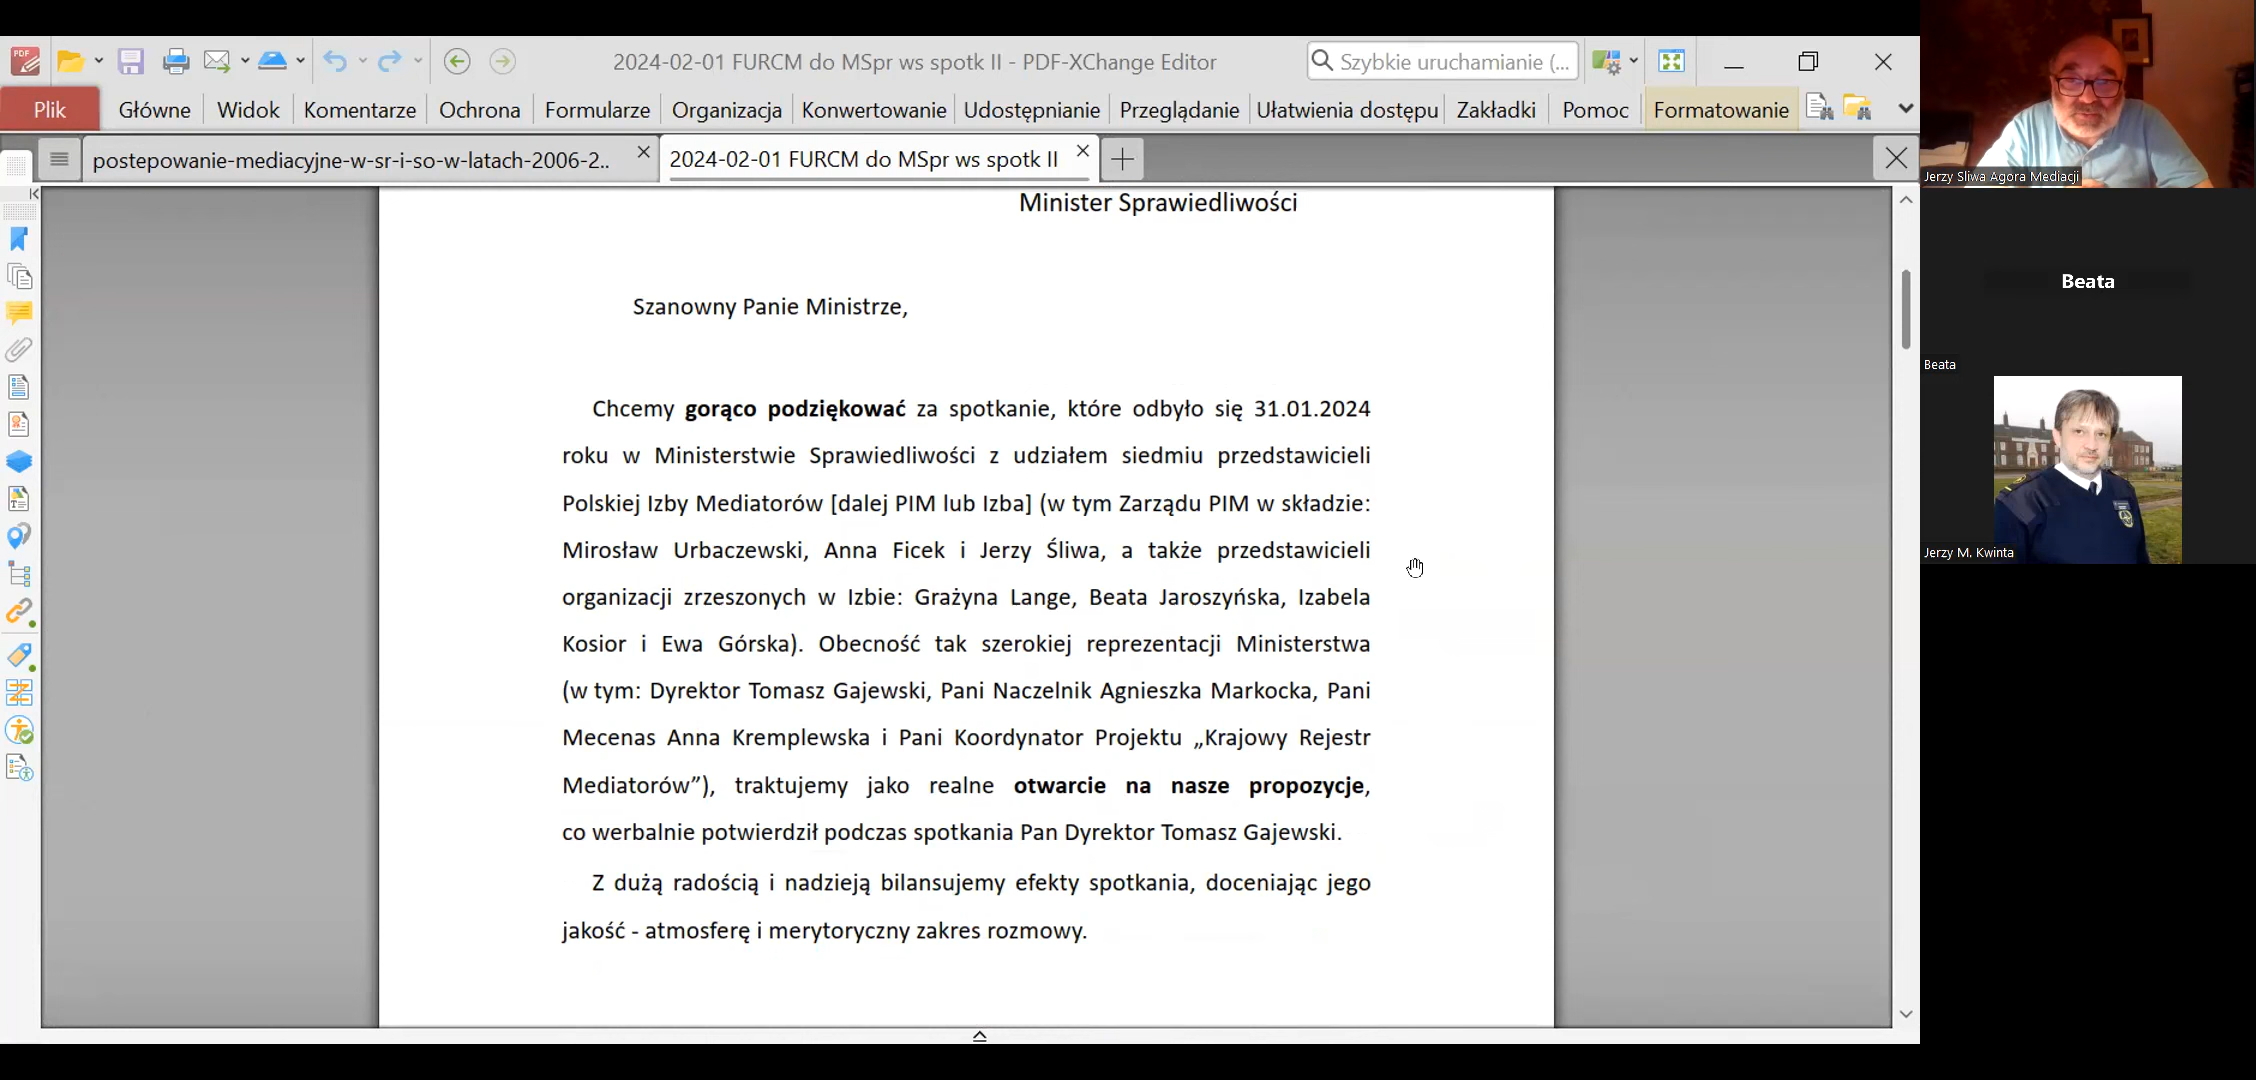 2024-02-01 FURCM do MSpr ws spotk II - PDF-XChange Editor
Szybkie uruchamianie (...
Plik Główne Widok Komentarze Ochrona Formularze Organizacja Konwertowanie Udostępnianie Przeglądanie Ułatwienia dostępu Zakładki Pomoc Formatowanie
postepowanie-mediacyjne-w-sr-i-so-w-latach-2006-2..
2024-02-01 FURCM do MSpr ws spotk II
Minister Sprawiedliwości
Szanowny Panie Ministrze,
Chcemy gorąco podziękować za spotkanie, które odbyło się 31.01.2024
roku w Ministerstwie Sprawiedliwości z udziałem siedmiu przedstawicieli
Polskiej Izby Mediatorów [dalej PIM lub Izba] (w tym Zarządu PIM w składzie:
Mirosław Urbaczewski, Anna Ficek i Jerzy Śliwa, a także przedstawicieli
organizacji zrzeszonych w Izbie: Grażyna Lange, Beata Jaroszyńska, Izabela
Kosior i Ewa Górska). Obecność tak szerokiej reprezentacji Ministerstwa
(w tym: Dyrektor Tomasz Gajewski, Pani Naczelnik Agnieszka Markocka, Pani
Mecenas Anna Kremplewska i Pani Koordynator Projektu „Krajowy Rejestr
Mediatorów”), traktujemy jako realne otwarcie na nasze propozycje,
co werbalnie potwierdził podczas spotkania Pan Dyrektor Tomasz Gajewski.
Z dużą radością i nadzieją bilansujemy efekty spotkania, doceniając jego
jakość - atmosferę i merytoryczny zakres rozmowy.
Jerzy Sliwa Agora Mediacji
Beata
Beata
Jerzy M. Kwinta